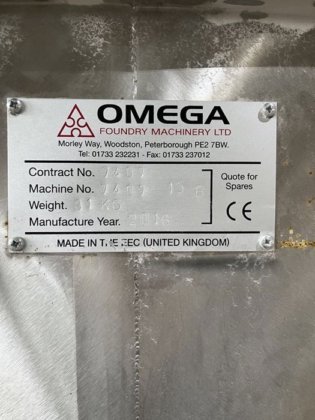 OMEGA
FOUNDRY MACHINERY LTD
Morley Way, Woodston, Peterborough PE2 7BW.
Tel: 01733 232231 - Fax: 01733 237012
Contract No.
Machine No.
Weight.
Manufacture Year.
Quote for
Spares
CE
MADE IN THE EEC (UNITED KINGDOM)